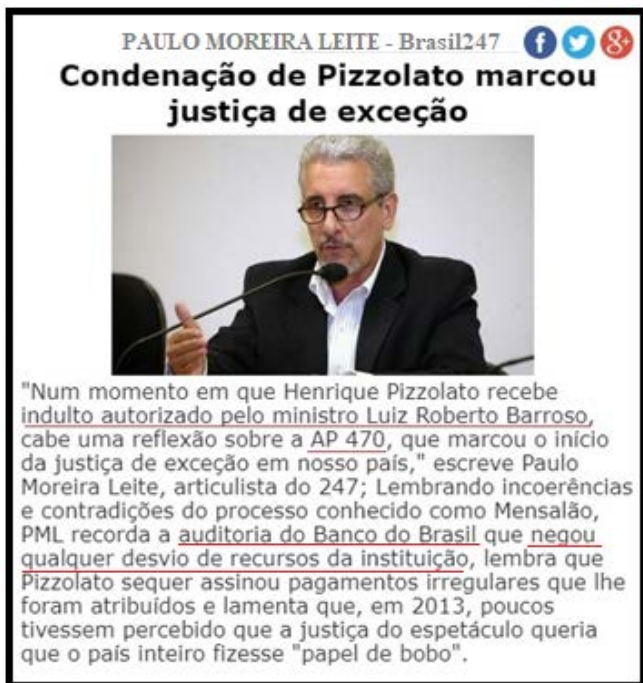 PAULO MOREIRA LEITE - Brasil247
Condenação de Pizzolato marcou
justiça de exceção
"Num momento em que Henrique Pizzolato recebe
indulto autorizado pelo ministro Luiz Roberto Barroso,
cabe uma reflexão sobre a AP 470, que marcou o início
da justiça de exceção em nosso país," escreve Paulo
Moreira Leite, articulista do 247; Lembrando incoerências
e contradições do processo conhecido como Mensalão,
PML recorda a auditoria do Banco do Brasil que negou
qualquer desvio de recursos da instituição, lembra que
Pizzolato sequer assinou pagamentos irregulares que lhe
foram atribuídos e lamenta que, em 2013, poucos
tivessem percebido que a justiça do espetáculo queria
que o país inteiro fizesse "papel de bobo".